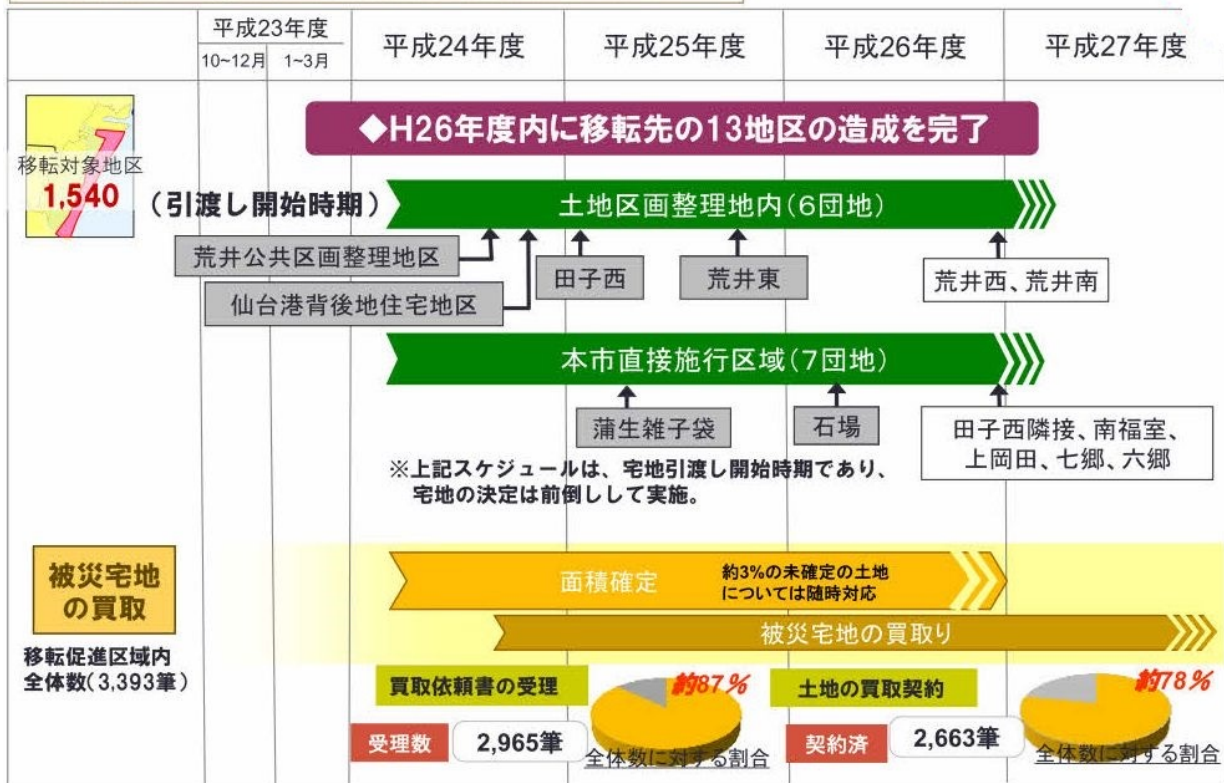 平成23年度
10~12月
1~3月
平成24年度
平成25年度
平成26年度
平成27年度
◆H26年度内に移転先の13地区の造成を完了
移転対象地区
1,540
(引渡し開始時期)
土地区画整理地内(6団地)
荒井公共区画整理地区
仙台港背後地住宅地区
田子西
荒井東
荒井西、荒井南
本市直接施行区域(7団地)
蒲生雑子袋
石場
田子西隣接、南福室、
上岡田、七郷、六郷
※上記スケジュールは、宅地引渡し開始時期であり、
宅地の決定は前倒しして実施。
被災宅地
の買取
移転促進区域内
全体数(3,393筆)
面積確定
約3%の未確定の土地
については随時対応
被災宅地の買取り
買取依頼書の受理
約87%
受理数
2,965筆
全体数に対する割合
土地の買取契約
約78%
契約済
2,663筆
全体数に対する割合